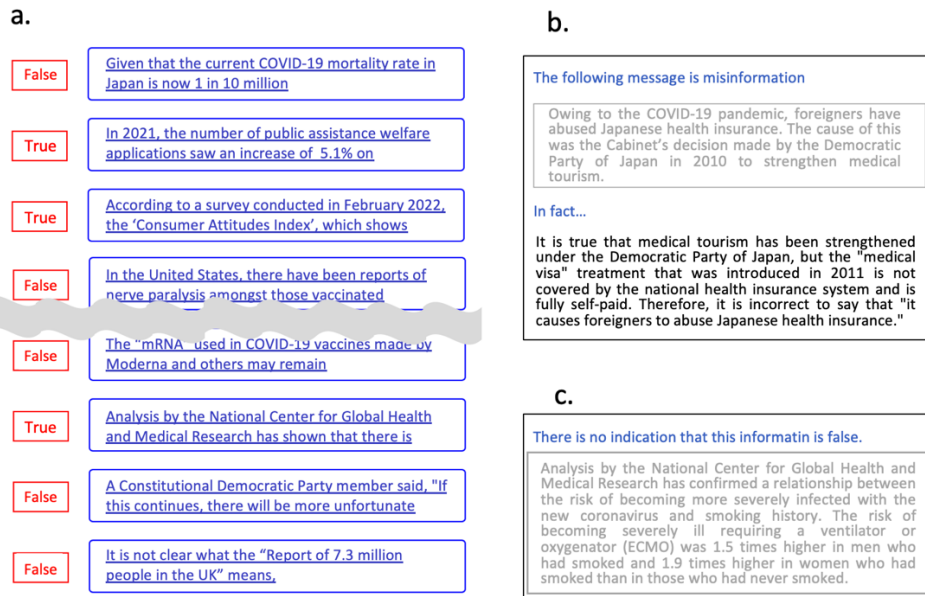 a.
False
Given that the current COVID-19 mortality rate in
Japan is now 1 in 10 million
True
In 2021, the number of public assistance welfare
applications saw an increase of 5.1% on
True
According to a survey conducted in February 2022,
the ‘Consumer Attitudes Index’, which shows
False
In the United States, there have been reports of
nerve paralysis amongst those vaccinated
False
The "mRNA" used in COVID-19 vaccines made by
Moderna and others may remain
True
Analysis by the National Center for Global Health
and Medical Research has shown that there is
False
A Constitutional Democratic Party member said, "If
this continues, there will be more unfortunate
False
It is not clear what the “Report of 7.3 million
people in the UK” means,
b.
The following message is misinformation
Owing to the COVID-19 pandemic, foreigners have
abused Japanese health insurance. The cause of this
was the Cabinet’s decision made by the Democratic
Party of Japan in 2010 to strengthen medical
tourism.
In fact...
It is true that medical tourism has been strengthened
under the Democratic Party of Japan, but the "medical
visa" treatment that was introduced in 2011 is not
covered by the national health insurance system and is
fully self-paid. Therefore, it is incorrect to say that "it
causes foreigners to abuse Japanese health insurance."
c.
There is no indication that this informatin is false.
Analysis by the National Center for Global Health and
Medical Research has confirmed a relationship between
the risk of becoming more severely infected with the
new coronavirus and smoking history. The risk of
becoming severely ill requiring a ventilator or
oxygenator (ECMO) was 1.5 times higher in men who
had smoked and 1.9 times higher in women who had
smoked than in those who had never smoked.